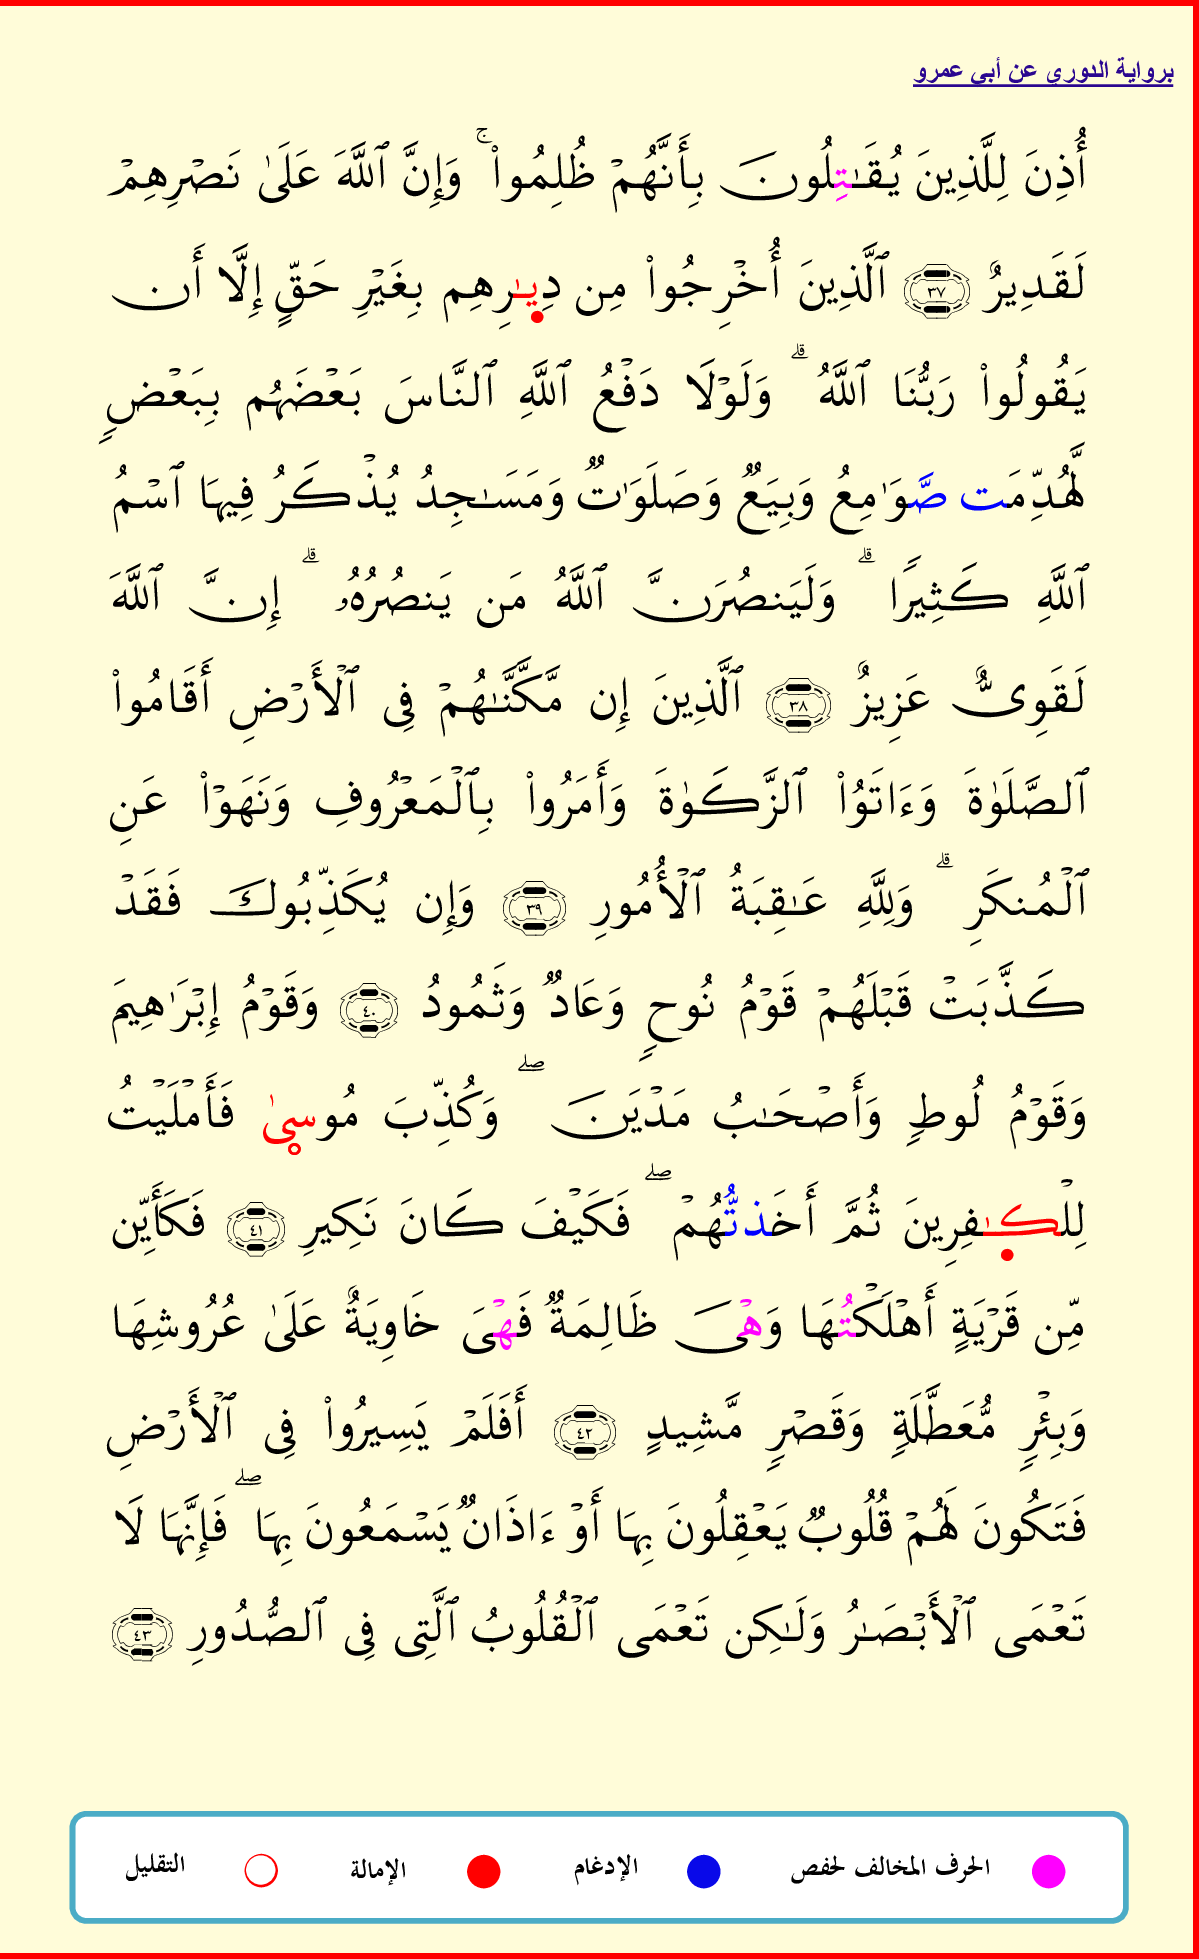 برواية الدوري عن أبي عمرو
أُذِنَ لِلَّذِينَ يُقَٰتِلُونَ بِأَنَّهُمۡ ظُلِمُواْۚ وَإِنَّ ٱللَّهَ عَلَىٰ نَصۡرِهِمۡ
لَقَدِيرٌ ٣٧ ٱلَّذِينَ أُخۡرِجُواْ مِن دِيَٰرِهِم بِغَيۡرِ حَقٍّ إِلَّا أَن
يَقُولُواْ رَبُّنَا ٱللَّهُۗ وَلَوۡلَا دَفۡعُ ٱللَّهِ ٱلنَّاسَ بَعۡضَهُم بِبَعۡضٖ
لَّهُدِّمَت صَّوَٰمِعُ وَبِيَعٞ وَصَلَوَٰتٞ وَمَسَٰجِدُ يُذۡكَرُ فِيهَا ٱسۡمُ
ٱللَّهِ كَثِيرٗاۗ وَلَيَنصُرَنَّ ٱللَّهُ مَن يَنصُرُهُۥۗ إِنَّ ٱللَّهَ
لَقَوِيٌّ عَزِيزٌ ٣٨ ٱلَّذِينَ إِن مَّكَّنَّٰهُمۡ فِي ٱلۡأَرۡضِ أَقَامُواْ
ٱلصَّلَوٰةَ وَءَاتَوُاْ ٱلزَّكَوٰةَ وَأَمَرُواْ بِٱلۡمَعۡرُوفِ وَنَهَوۡاْ عَنِ
ٱلۡمُنكَرِۗ وَلِلَّهِ عَٰقِبَةُ ٱلۡأُمُورِ ٣٩ وَإِن يُكَذِّبُوكَ فَقَدۡ
كَذَّبَتۡ قَبۡلَهُمۡ قَوۡمُ نُوحٖ وَعَادٞ وَثَمُودُ ٤٠ وَقَوۡمُ إِبۡرَٰهِيمَ
وَقَوۡمُ لُوطٖ وَأَصۡحَٰبُ مَدۡيَنَۖ وَكُذِّبَ مُوسىٰ فَأَمۡلَيۡتُ
لِلۡكَٰفِرِينَ ثُمَّ أَخَذتُّهُمۡۖ فَكَيۡفَ كَانَ نَكِيرِ ٤١ فَكَأَيِّن
مِّن قَرۡيَةٍ أَهۡلَكۡتُهَا وَهۡيَ ظَالِمَةٞ فَهۡيَ خَاوِيَةٌ عَلَىٰ عُرُوشِهَا
وَبِئۡرٖ مُّعَطَّلَةٖ وَقَصۡرٖ مَّشِيدٍ ٤٢ أَفَلَمۡ يَسِيرُواْ فِي ٱلۡأَرۡضِ
فَتَكُونَ لَهُمۡ قُلُوبٞ يَعۡقِلُونَ بِهَا أَوۡ ءَاذَانٞ يَسۡمَعُونَ بِهَاۖ فَإِنَّهَا لَا
تَعۡمَى ٱلۡأَبۡصَٰرُ وَلَٰكِن تَعۡمَى ٱلۡقُلُوبُ ٱلَّتِي فِي ٱلصُّدُورِ ٤٣
الحرف المخالف لحفص الإدغام الإمالة التقليل